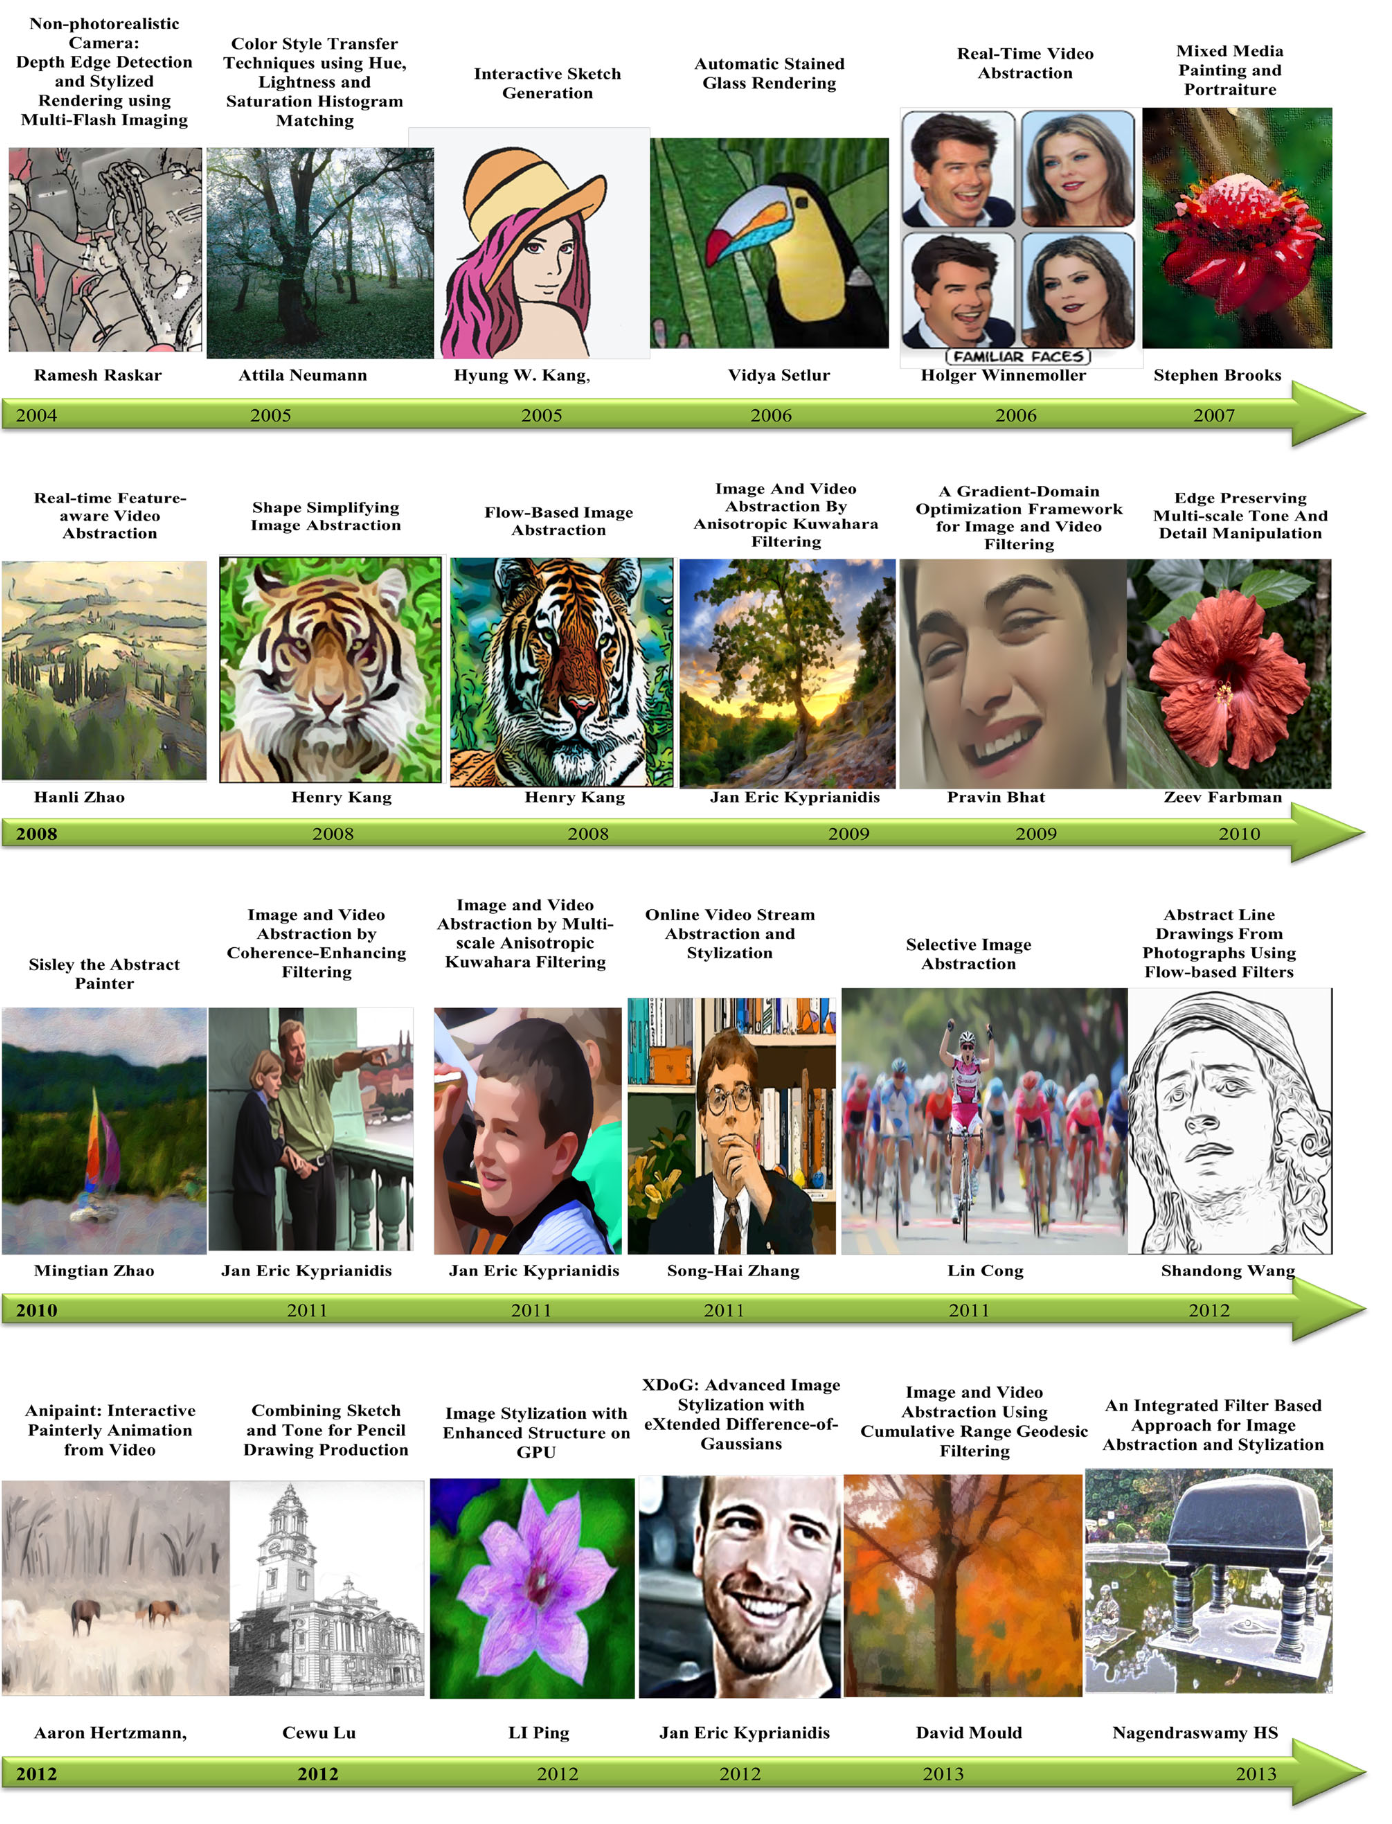 Non-photorealistic
Camera:
Depth Edge Detection
and Stylized
Rendering using
Multi-Flash Imaging
Color Style Transfer
Techniques using Hue,
Lightness and
Saturation Histogram
Matching
Interactive Sketch
Generation
Automatic Stained
Glass Rendering
Real-Time Video
Abstraction
Mixed Media
Painting and
Portraiture
FAMILIAR FACES
Ramesh Raskar
Attila Neumann
Hyung W. Kang,
Vidya Setlur
Holger Winnemoller
Stephen Brooks
2004
2005
2005
2006
2006
2007
Real-time Feature-
aware Video
Abstraction
Shape Simplifying
Image Abstraction
Flow-Based Image
Abstraction
Image And Video
Abstraction By
Anisotropic Kuwahara
Filtering
A Gradient-Domain
Optimization Framework
for Image and Video
Filtering
Edge Preserving
Multi-scale Tone And
Detail Manipulation
Hanli Zhao
Henry Kang
Henry Kang
Jan Eric Kyprianidis
Pravin Bhat
Zeev Farbman
2008
2008
2008
2009
2009
2010
Sisley the Abstract
Painter
Image and Video
Abstraction by
Coherence-Enhancing
Filtering
Image and Video
Abstraction by Multi-
scale Anisotropic
Kuwahara Filtering
Online Video Stream
Abstraction and
Stylization
Selective Image
Abstraction
Abstract Line
Drawings From
Photographs Using
Flow-based Filters
Mingtian Zhao
Jan Eric Kyprianidis
Jan Eric Kyprianidis
Song-Hai Zhang
Lin Cong
Shandong Wang
2010
2011
2011
2011
2011
2012
Anipaint: Interactive
Painterly Animation
from Video
Combining Sketch
and Tone for Pencil
Drawing Production
Image Stylization with
Enhanced Structure on
GPU
XDoG: Advanced Image
Stylization with
eXtended Difference-of-
Gaussians
Image and Video
Abstraction Using
Cumulative Range Geodesic
Filtering
An Integrated Filter Based
Approach for Image
Abstraction and Stylization
Aaron Hertzmann,
Cewu Lu
LI Ping
Jan Eric Kyprianidis
David Mould
Nagendraswamy HS
2012
2012
2012
2012
2013
2013